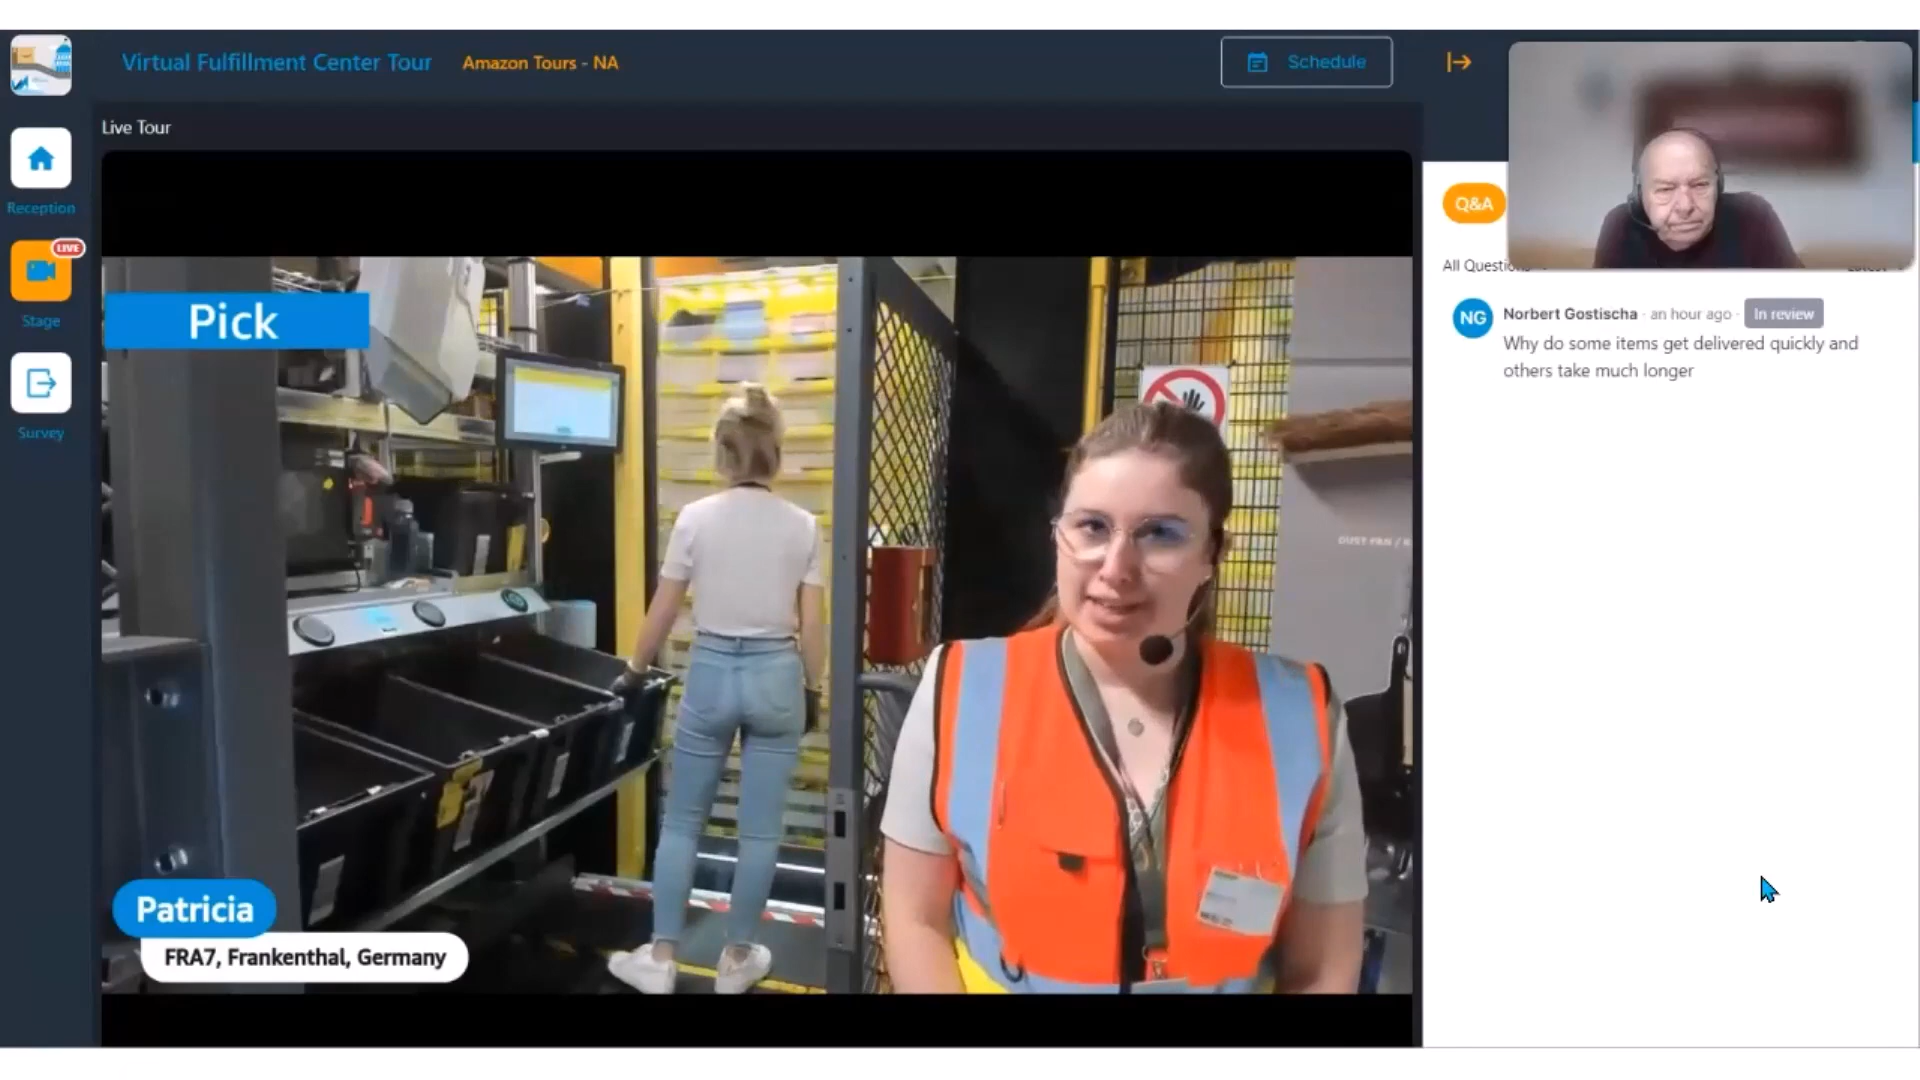 Virtual Fulfillment Center Tour
Amazon Tours - NA
Schedule
Live Tour
Reception
LIVE
Stage
Survey
Pick
Patricia
FRA7, Frankenthal, Germany
Q&A
All Questions
NG
Norbert Gostischa · an hour ago · In review
Why do some items get delivered quickly and
others take much longer